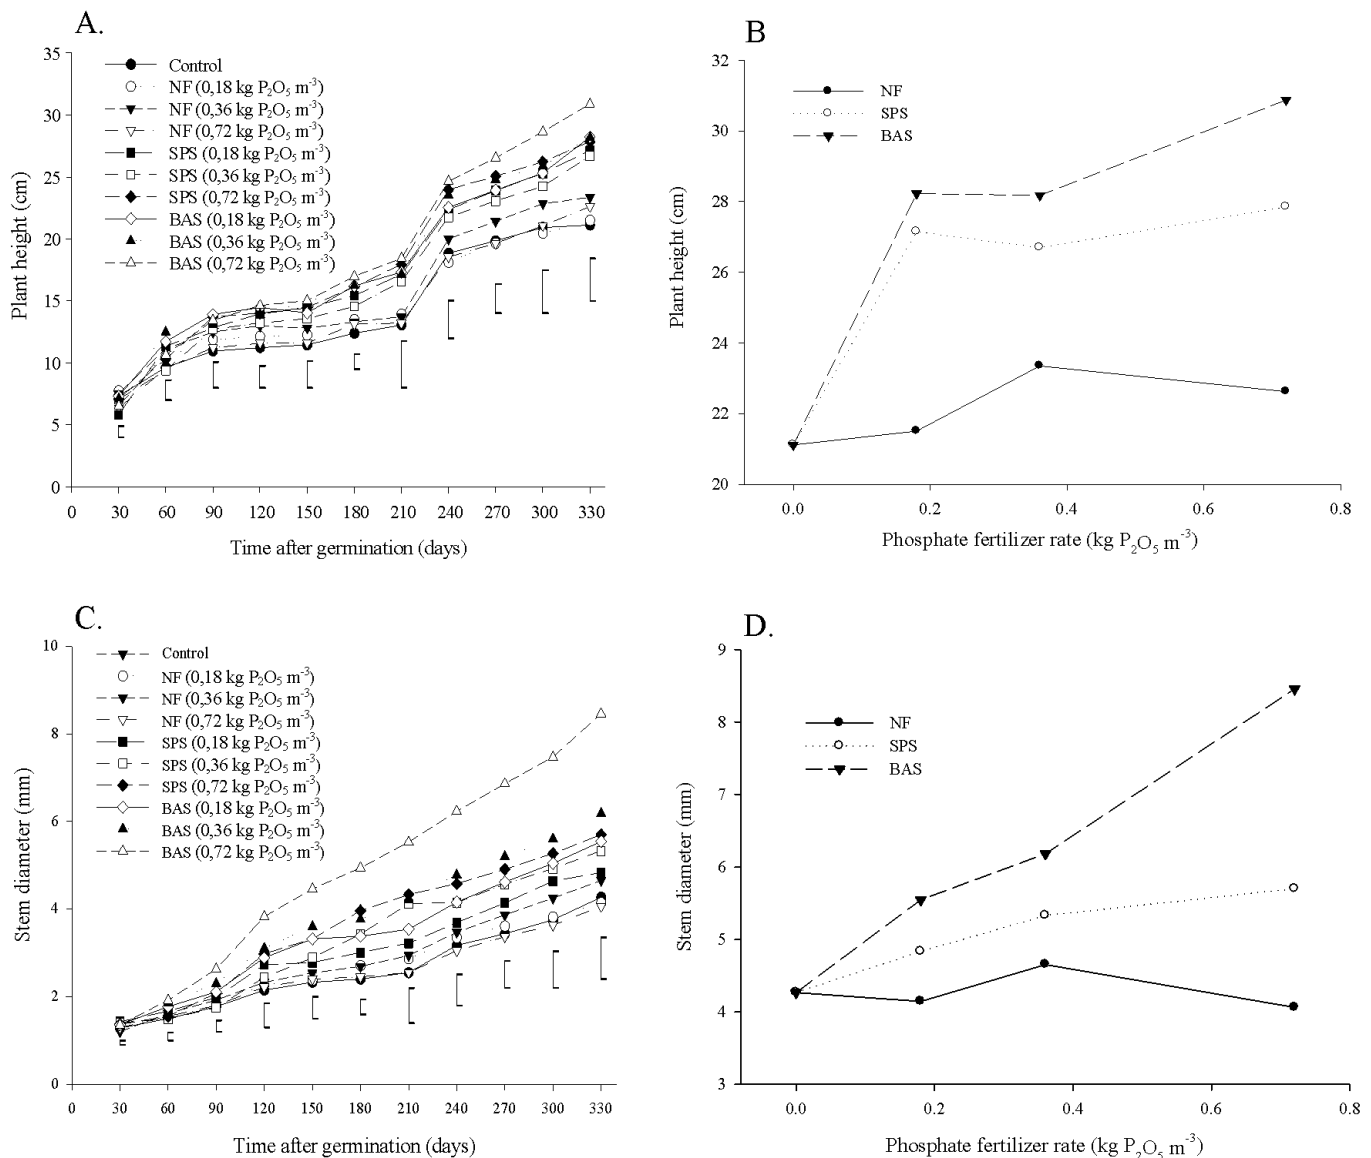 A.
35
30
25
20
15
10
5
0
Plant height (cm)
Control
NF (0,18 kg P₂O₅ m⁻³)
NF (0,36 kg P₂O₅ m⁻³)
NF (0,72 kg P₂O₅ m⁻³)
SPS (0,18 kg P₂O₅ m⁻³)
SPS (0,36 kg P₂O₅ m⁻³)
SPS (0,72 kg P₂O₅ m⁻³)
BAS (0,18 kg P₂O₅ m⁻³)
BAS (0,36 kg P₂O₅ m⁻³)
BAS (0,72 kg P₂O₅ m⁻³)
0 30 60 90 120 150 180 210 240 270 300 330
Time after germination (days)
B
32
30
28
26
24
22
20
Plant height (cm)
NF
SPS
BAS
0.0 0.2 0.4 0.6 0.8
Phosphate fertilizer rate (kg P₂O₅ m⁻³)
C.
10
8
6
4
2
0
Stem diameter (mm)
Control
NF (0,18 kg P₂O₅ m⁻³)
NF (0,36 kg P₂O₅ m⁻³)
NF (0,72 kg P₂O₅ m⁻³)
SPS (0,18 kg P₂O₅ m⁻³)
SPS (0,36 kg P₂O₅ m⁻³)
SPS (0,72 kg P₂O₅ m⁻³)
BAS (0,18 kg P₂O₅ m⁻³)
BAS (0,36 kg P₂O₅ m⁻³)
BAS (0,72 kg P₂O₅ m⁻³)
0 30 60 90 120 150 180 210 240 270 300 330
Time after germination (days)
D.
9
8
7
6
5
4
3
Stem diameter (mm)
NF
SPS
BAS
0.0 0.2 0.4 0.6 0.8
Phosphate fertilizer rate (kg P₂O₅ m⁻³)